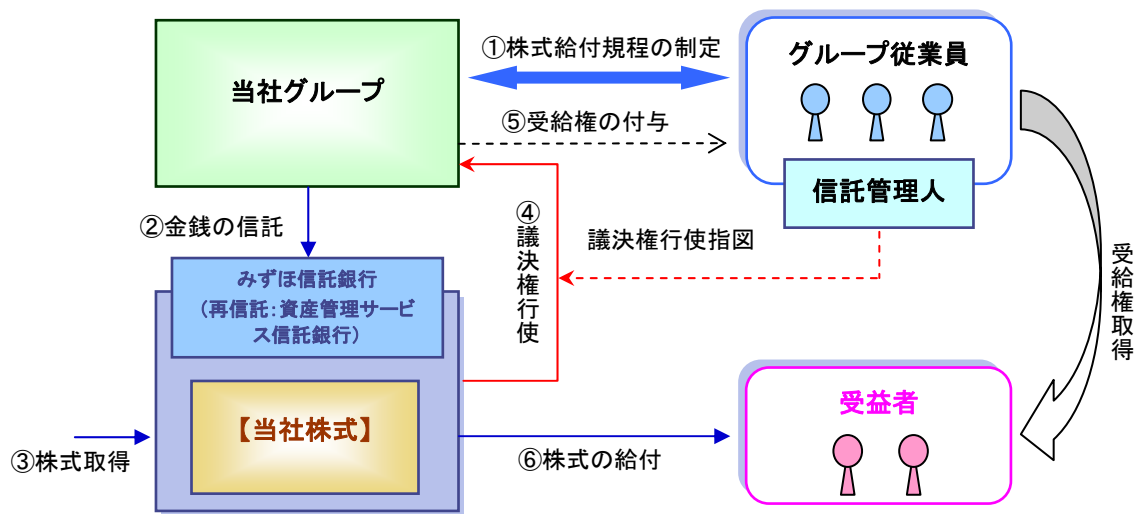 ①株式給付規程の制定
グループ従業員
当社グループ
⑤受給権の付与
信託管理人
②金銭の信託
④議決権行使
議決権行使指図
受給権取得
みずほ信託銀行
(再信託:資産管理サービ
ス信託銀行)
【当社株式】
受益者
③株式取得
⑥株式の給付